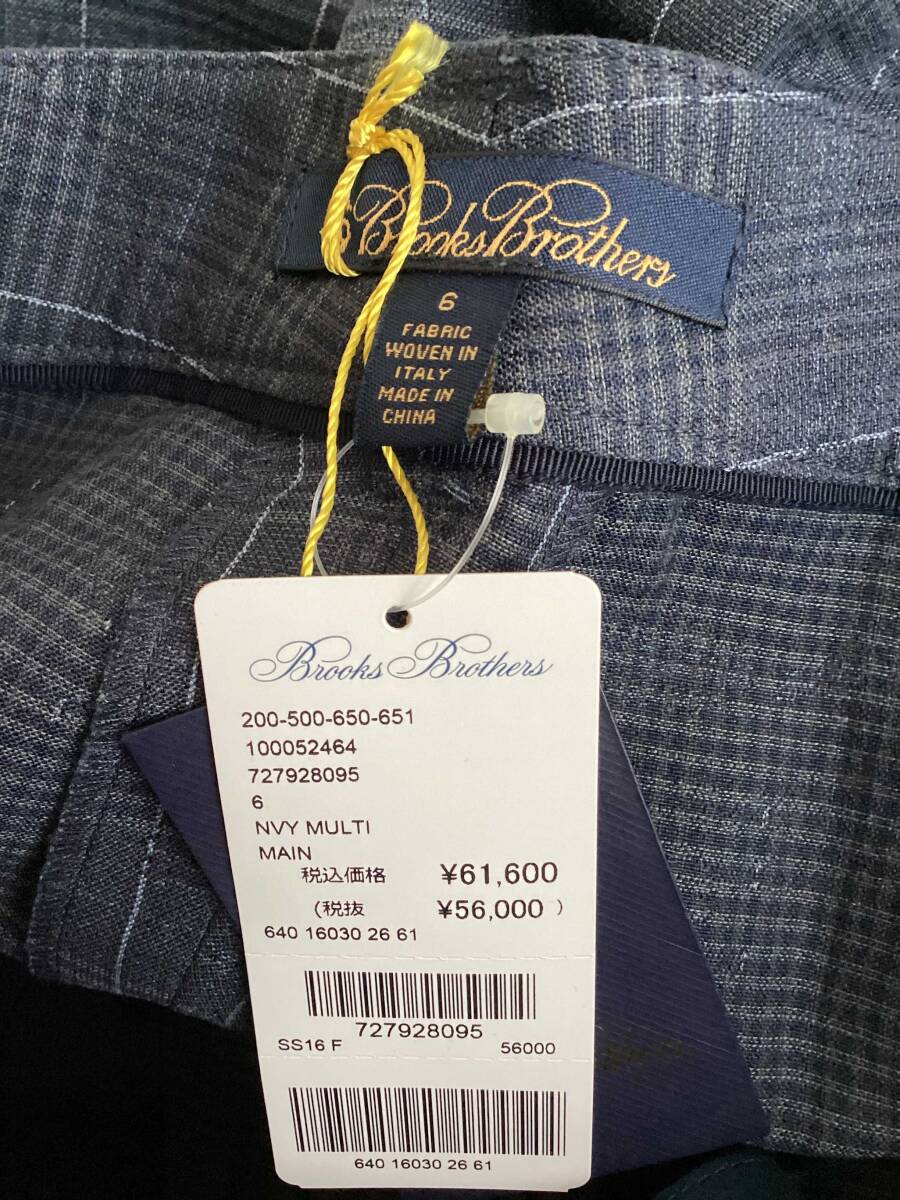 Brooks Brothers
6
FABRIC
WOVEN IN
ITALY
MADE IN
CHINA
Brooks Brothers
200-500-650-651
100052464
727928095
6
NVY MULTI
MAIN
税込価格 ¥61,600
(税抜 ¥56,000 )
640 16030 26 61
727928095
SS16 F 56000
640 16030 26 61